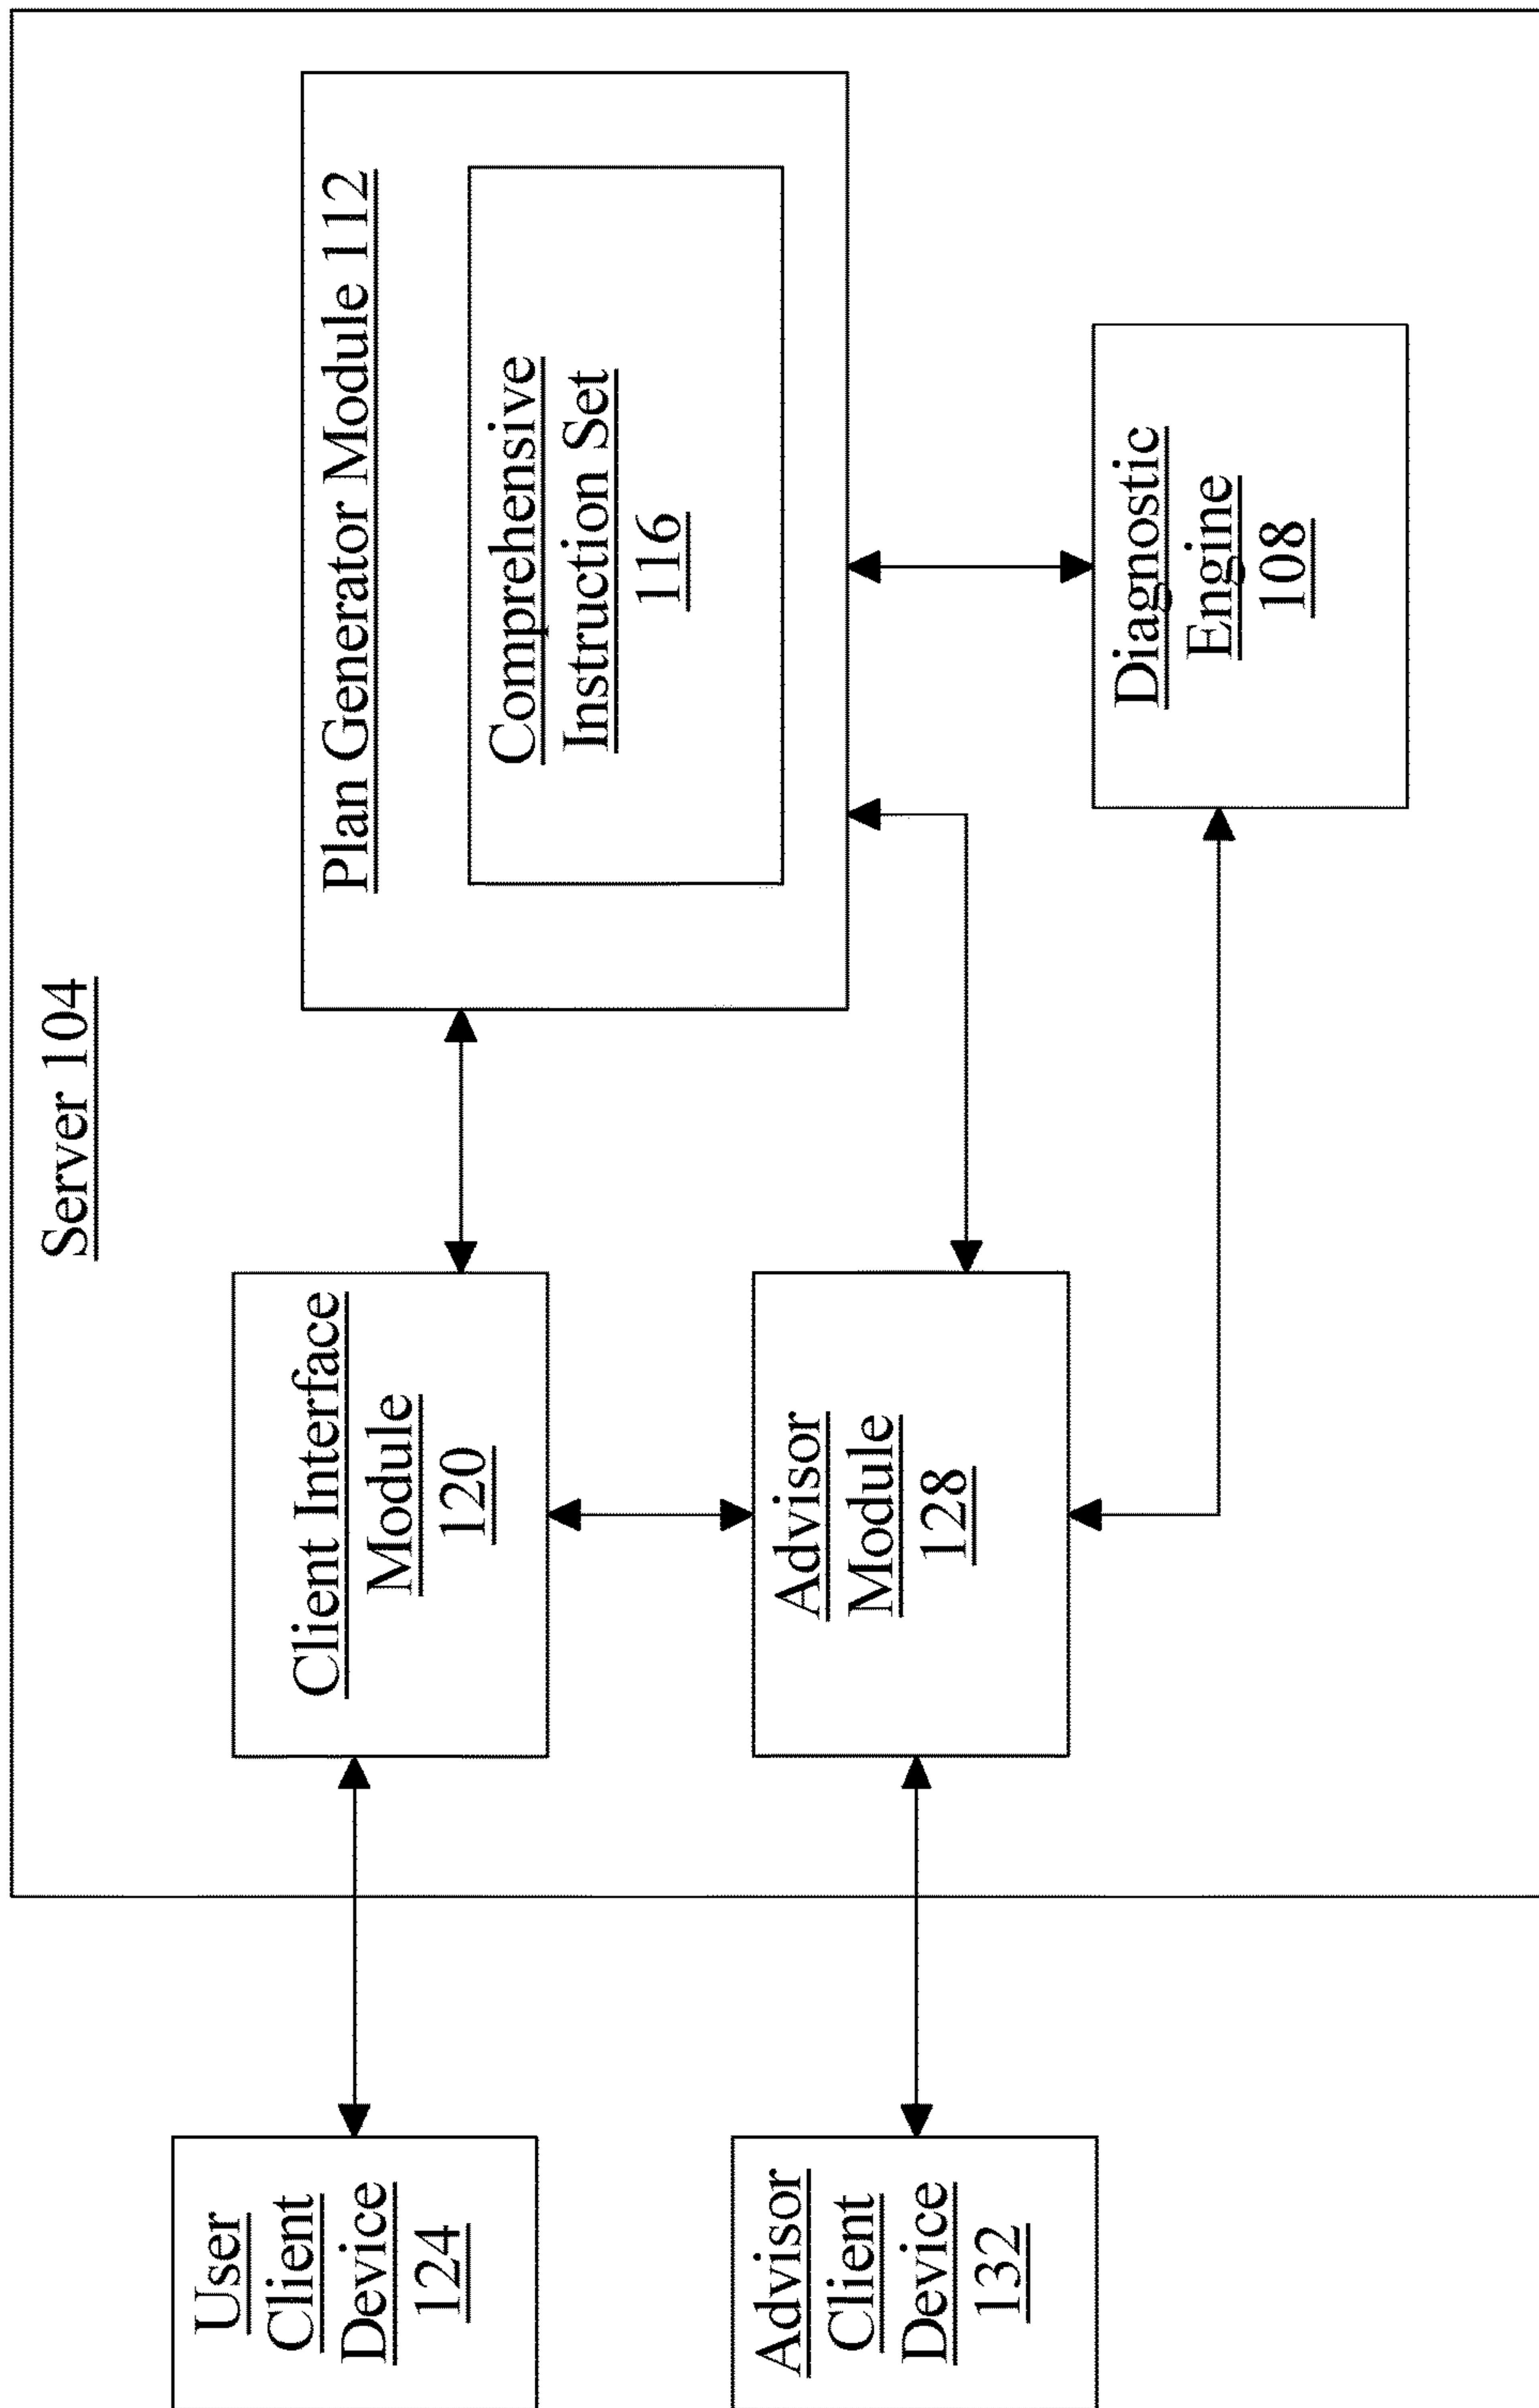 Server 104
User
Client
Device
124
Client Interface
Module
120
Plan Generator Module 112
Comprehensive
Instruction Set
116
Advisor
Client
Device
132
Advisor
Module
128
Diagnostic
Engine
108